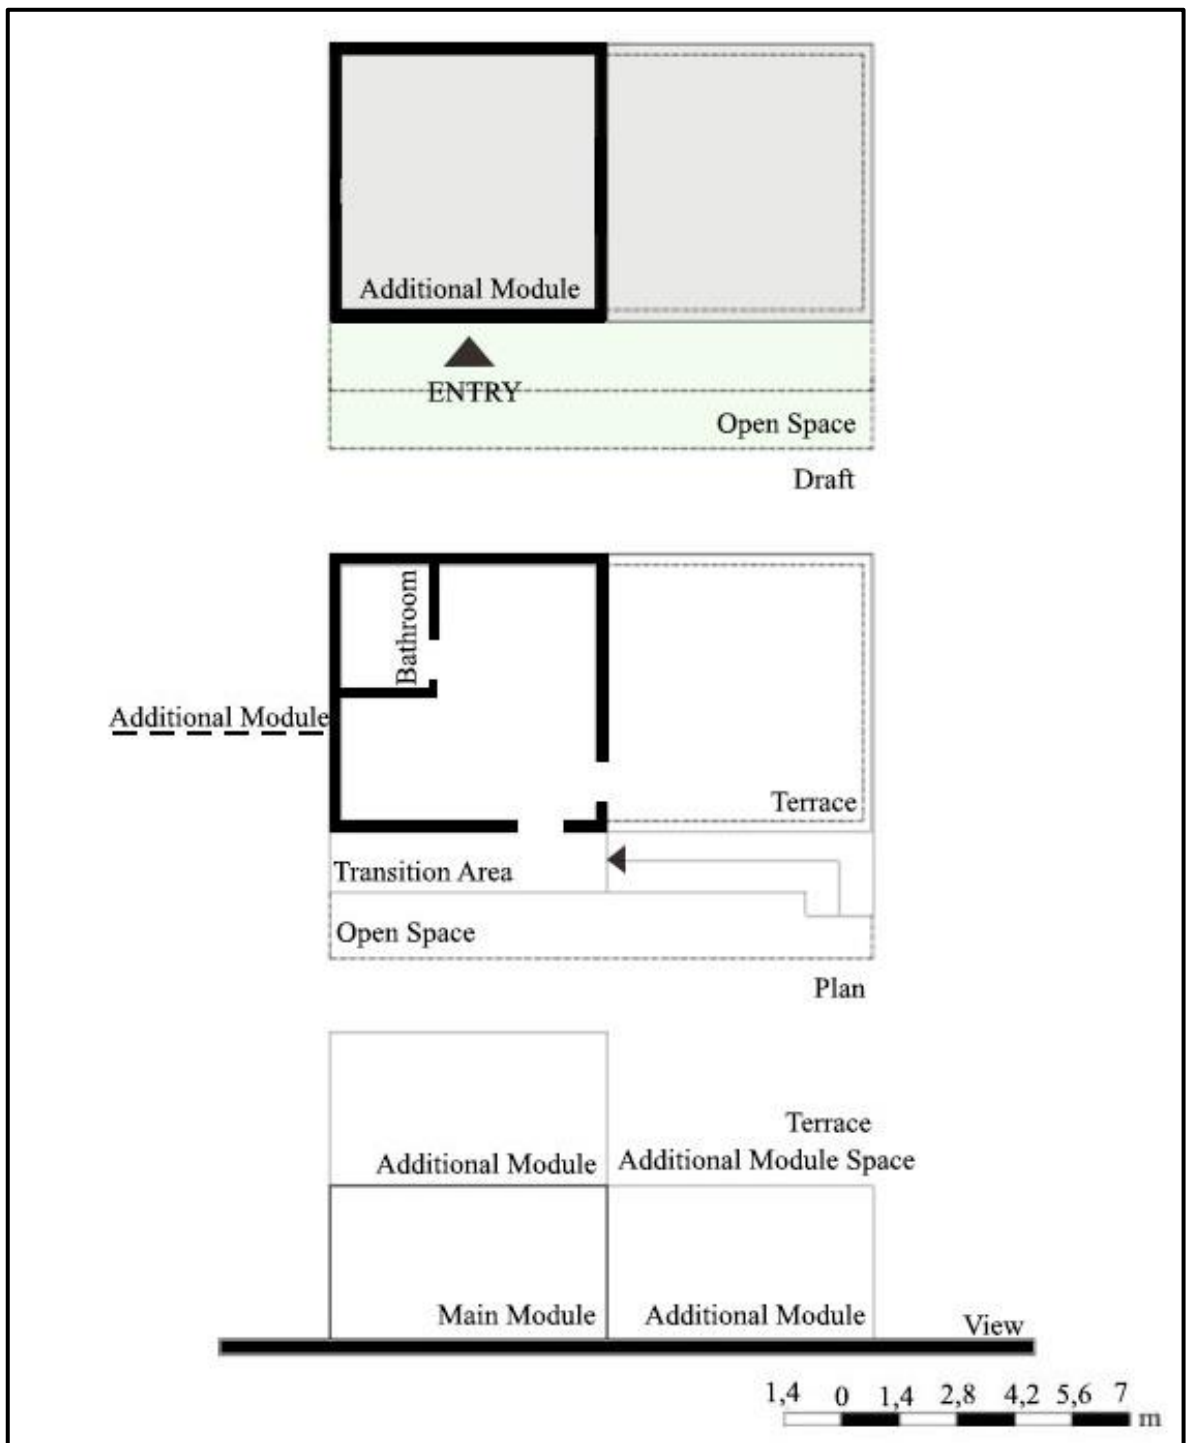 Additional Module
ENTRY
Open Space
Draft
Bathroom
Additional Module
Terrace
Transition Area
Open Space
Plan
Terrace
Additional Module
Additional Module Space
Main Module
Additional Module
View
1,4 0 1,4 2,8 4,2 5,6 7
m